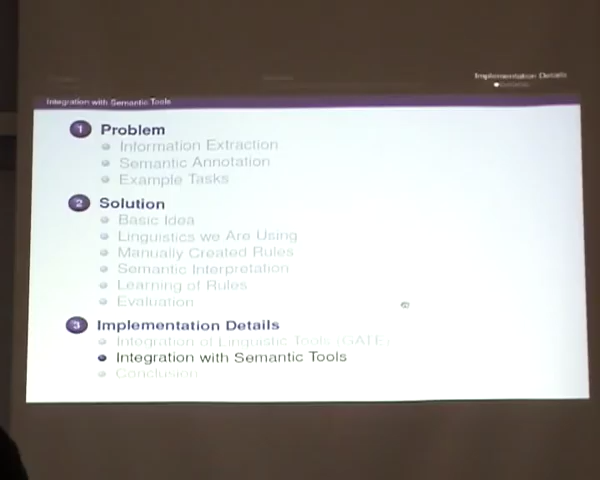 Implementation Details
Integration with Semantic Tools
1 Problem
Information Extraction
Semantic Annotation
Example Tasks
2 Solution
Basic Idea
Linguistics we Are Using
Manually Created Rules
Semantic Interpretation
Learning of Rules
Evaluation
3 Implementation Details
Integration of Linguistic Tools (GATE)
Integration with Semantic Tools
Conclusion